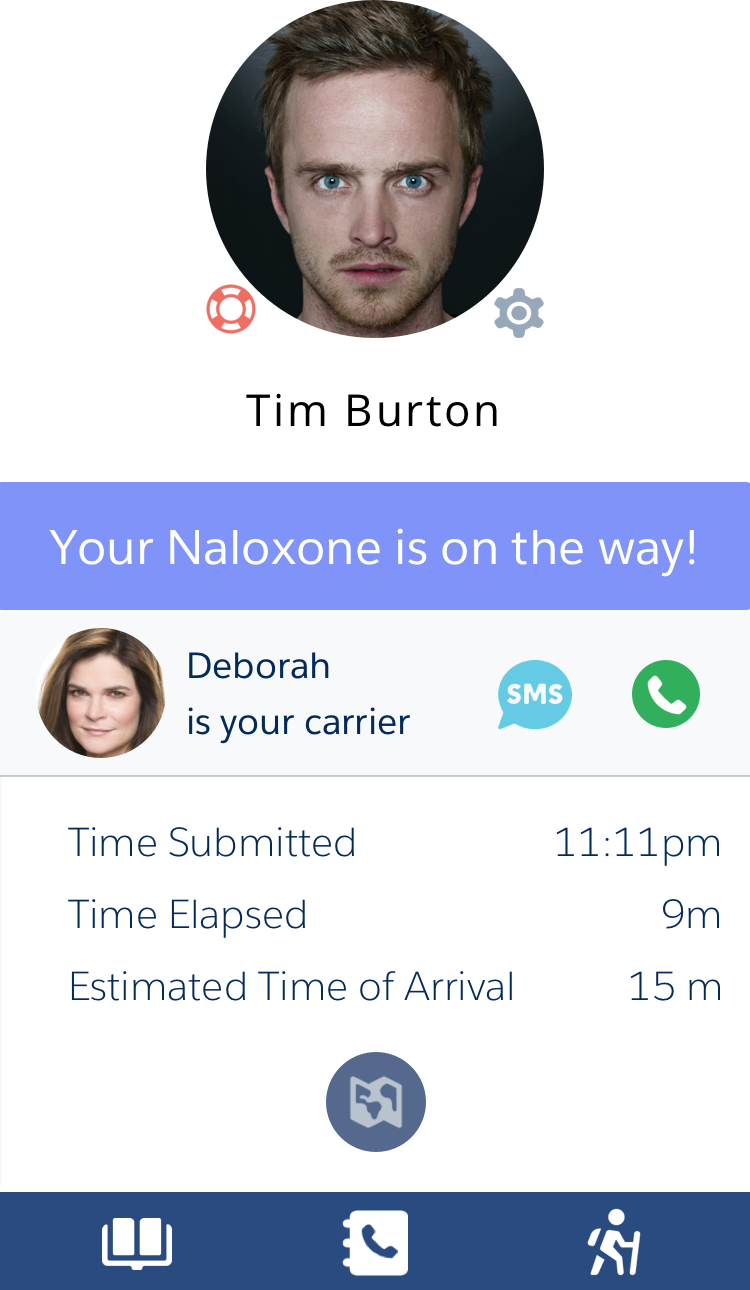 Tim Burton
Your Naloxone is on the way!
Deborah
is your carrier
SMS
Time Submitted 11:11pm
Time Elapsed 9m
Estimated Time of Arrival 15 m